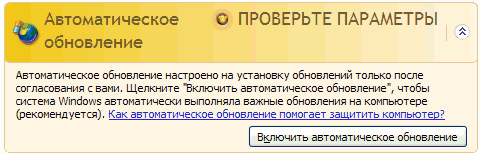 Автоматическое обновление
ПРОВЕРЬТЕ ПАРАМЕТРЫ
Автоматическое обновление настроено на установку обновлений только после
согласования с вами. Щелкните "Включить автоматическое обновление", чтобы
система Windows автоматически выполняла важные обновления на компьютере
(рекомендуется). Как автоматическое обновление помогает защитить компьютер?
Включить автоматическое обновление